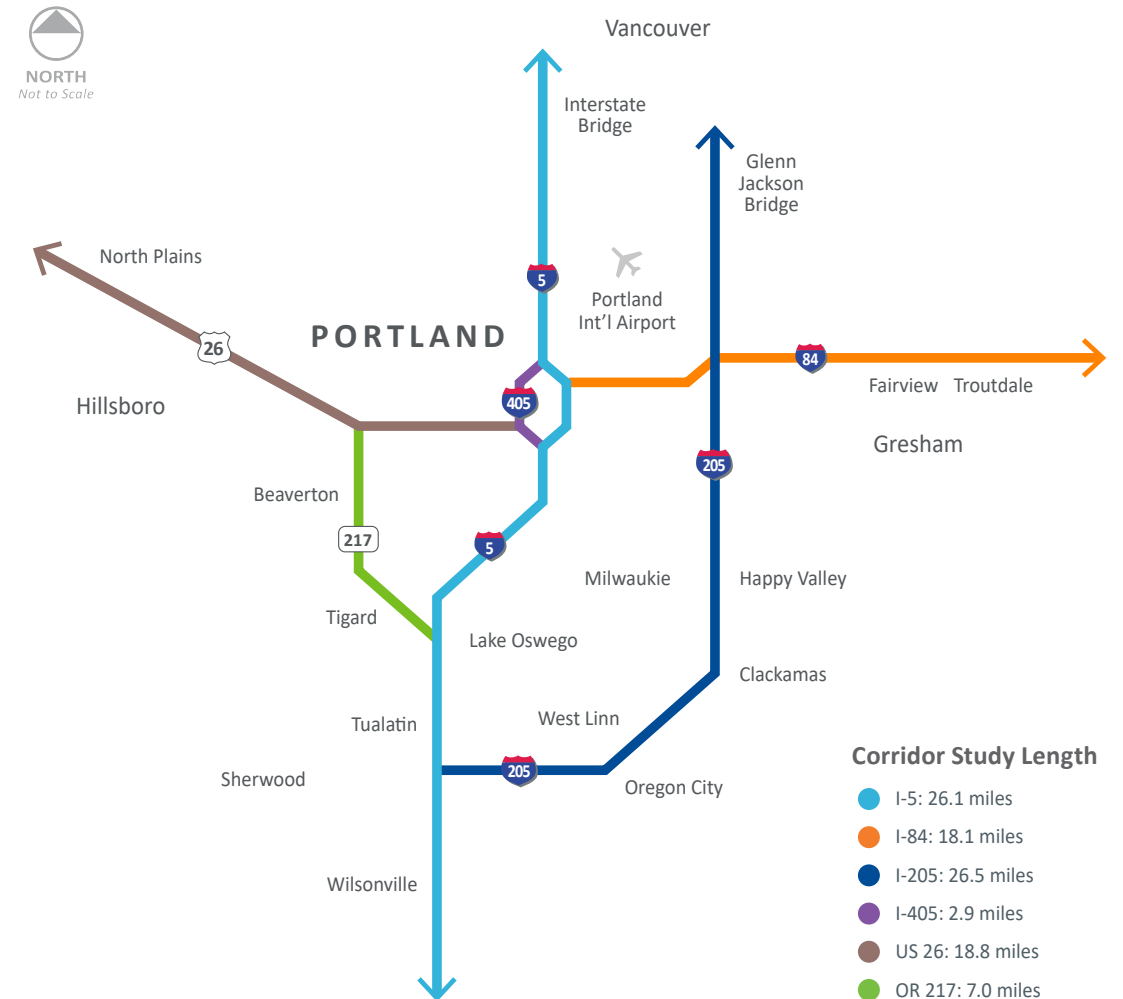 Vancouver
NORTH
Not to Scale
Interstate
Bridge
Glenn
Jackson
Bridge
North Plains
5
Portland
Int’l Airport
PORTLAND
26
84
Fairview Troutdale
Hillsboro
405
Gresham
205
Beaverton
217
5
Milwaukie
Happy Valley
Tigard
Lake Oswego
Clackamas
West Linn
Tualatin
Sherwood
205
Oregon City
Wilsonville
Corridor Study Length
I-5: 26.1 miles
I-84: 18.1 miles
I-205: 26.5 miles
I-405: 2.9 miles
US 26: 18.8 miles
OR 217: 7.0 miles